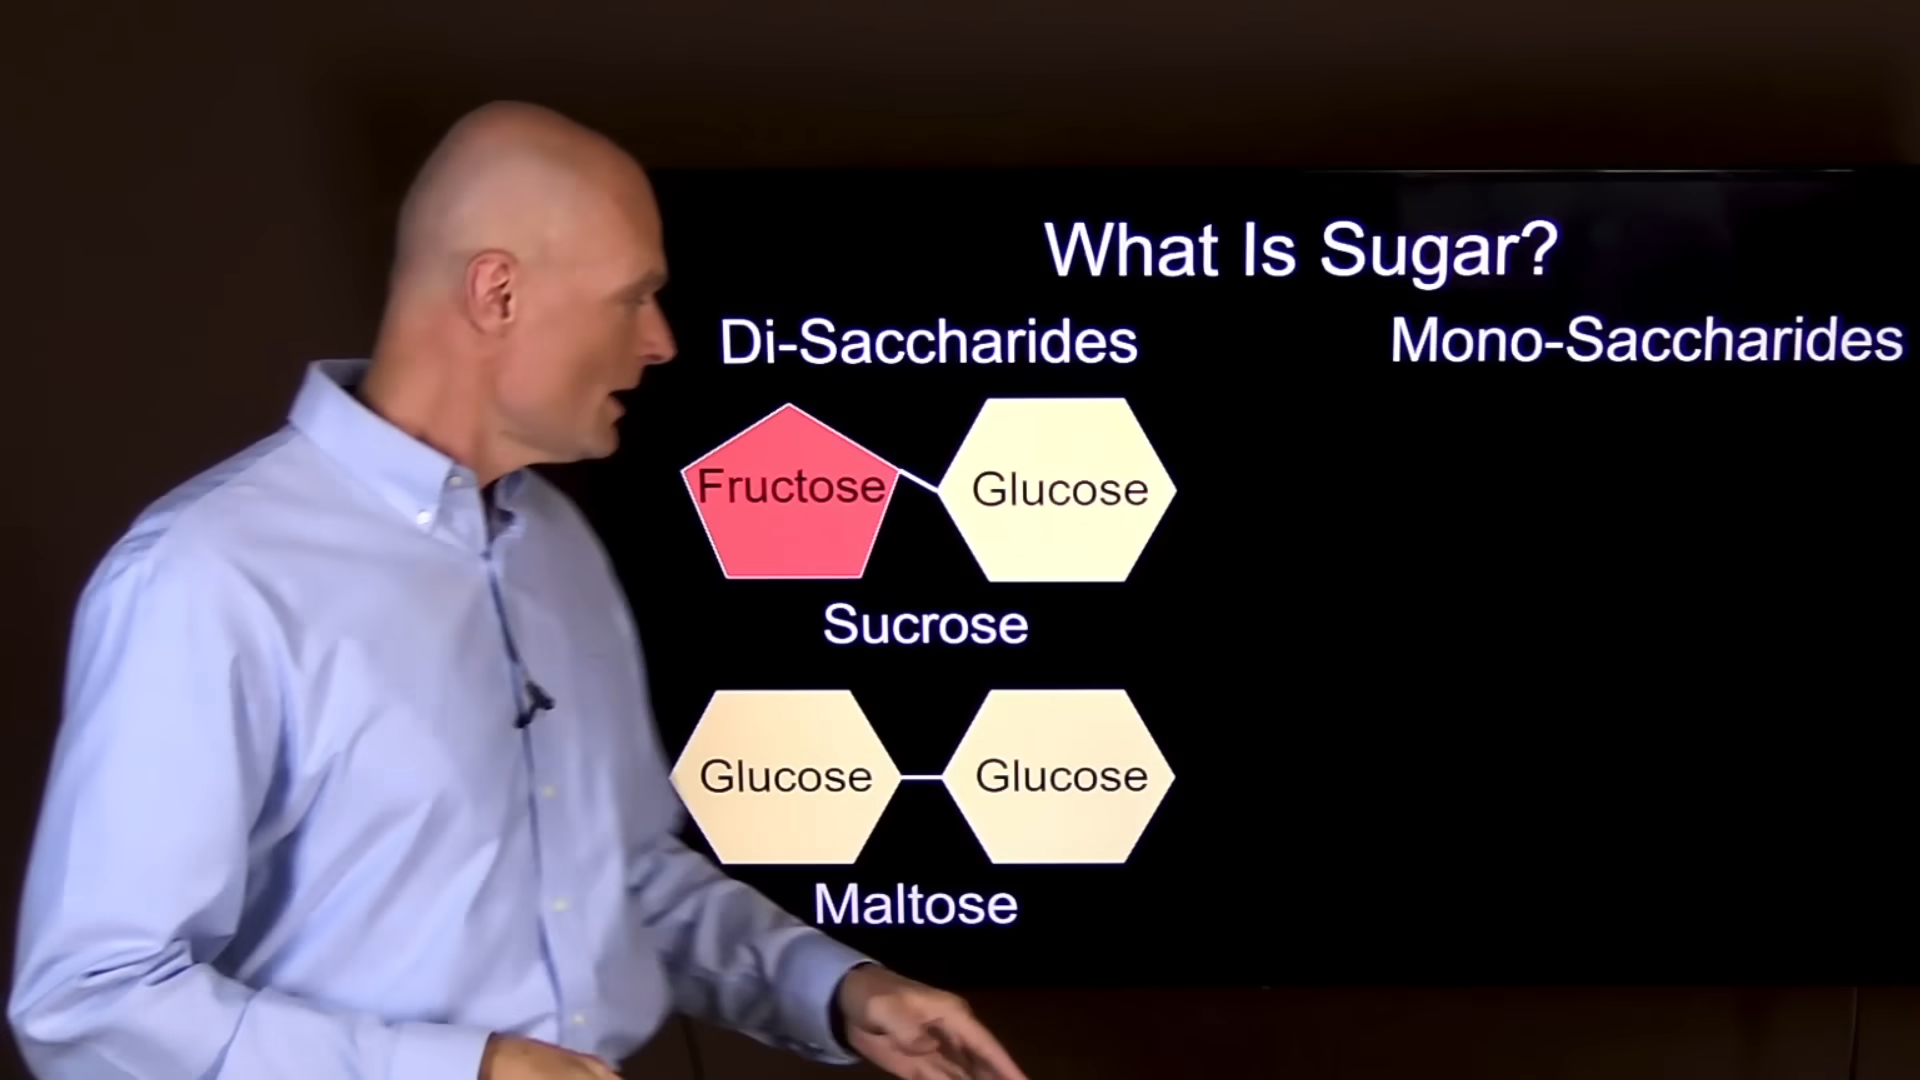 What Is Sugar?
Di-Saccharides
Mono-Saccharides
Fructose
Glucose
Sucrose
Glucose
Glucose
Maltose